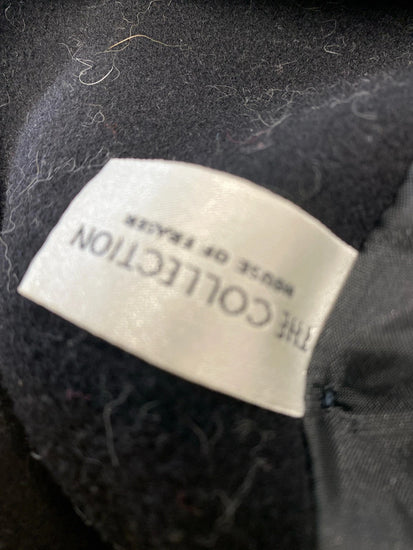 THE COLLECTION
HOUSE OF FRASER